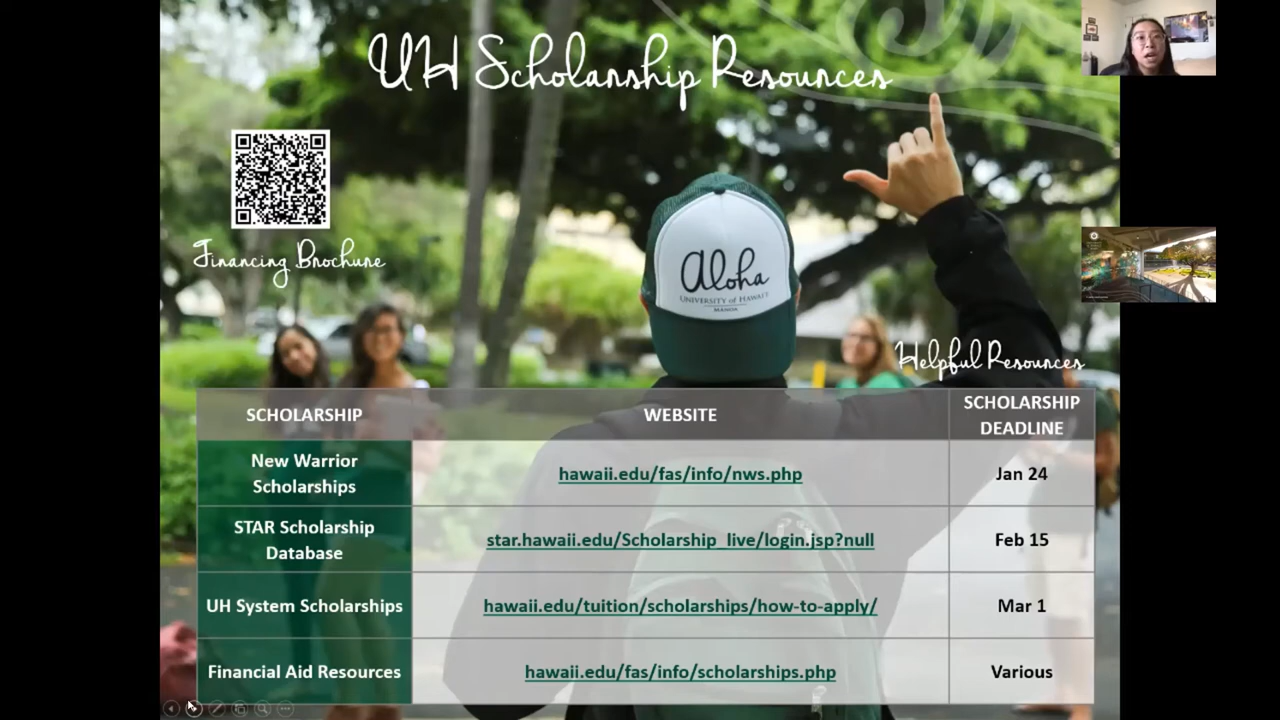 UH Scholarship Resources
Financing Brochure
Aloha
UNIVERSITY of HAWAI'I
MĀNOA
Helpful Resources
SCHOLARSHIP
WEBSITE
SCHOLARSHIP
DEADLINE
New Warrior
Scholarships
hawaii.edu/fas/info/nws.php
Jan 24
STAR Scholarship
Database
star.hawaii.edu/Scholarship_live/login.jsp?null
Feb 15
UH System Scholarships
hawaii.edu/tuition/scholarships/how-to-apply/
Mar 1
Financial Aid Resources
hawaii.edu/fas/info/scholarships.php
Various